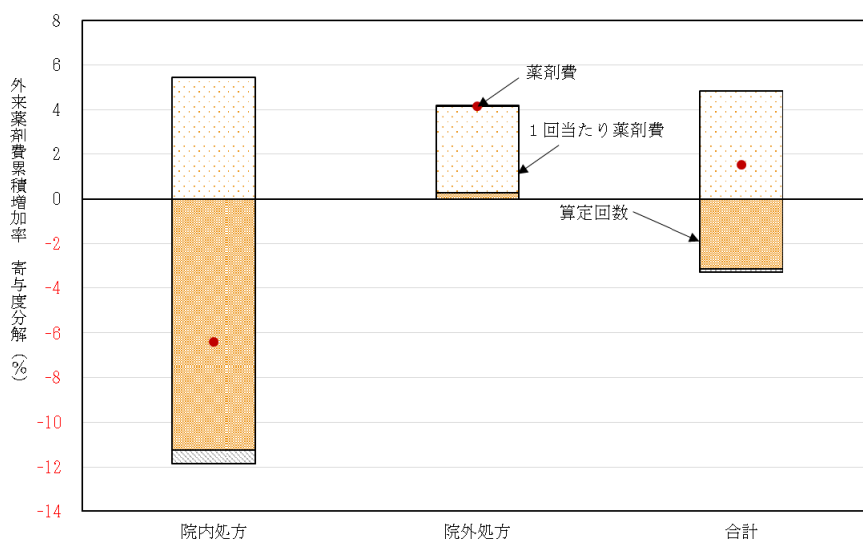 外来薬剤費累積増加率 寄与度分解(%)
8
6
4
2
0
-2
-4
-6
-8
-10
-12
-14
薬剤費
1回当たり薬剤費
算定回数
院内処方
院外処方
合計